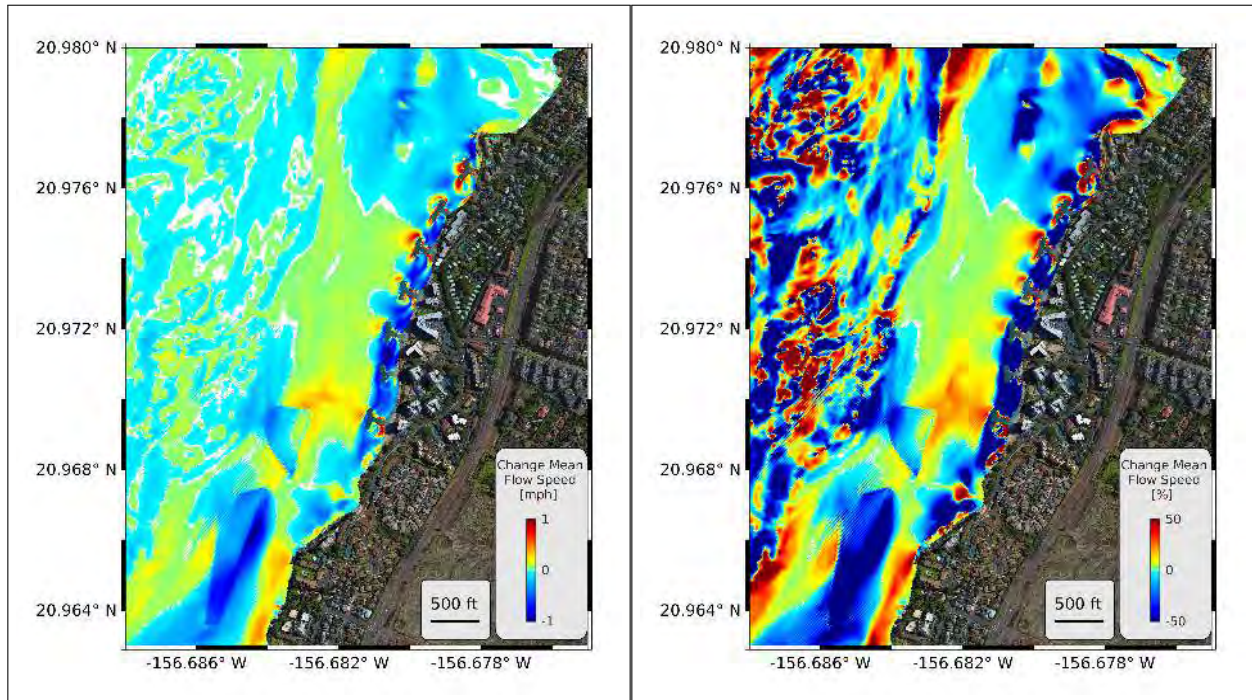 20.980° N
20.976° N
20.972° N
20.968° N
20.964° N
-156.686° W
-156.682° W
-156.678° W
500 ft
Change Mean
Flow Speed
[mph]
1
0
-1
20.980° N
20.976° N
20.972° N
20.968° N
20.964° N
-156.686° W
-156.682° W
-156.678° W
500 ft
Change Mean
Flow Speed
[%]
50
0
-50